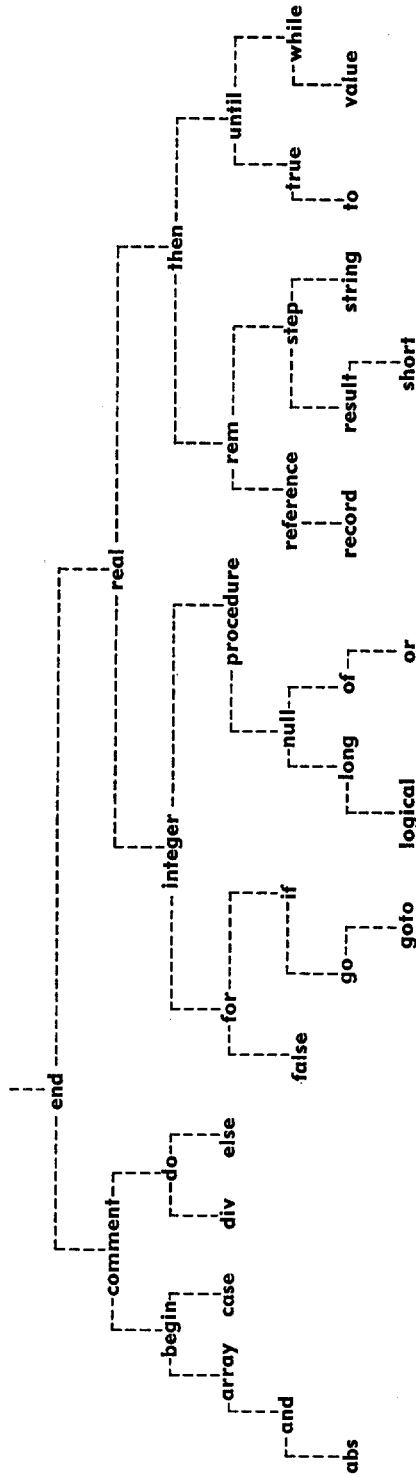 end
comment real
begin do integer then
array case div else for procedure rem until
and false if null reference step true while
abs go long of record result string to value
goto logical or short